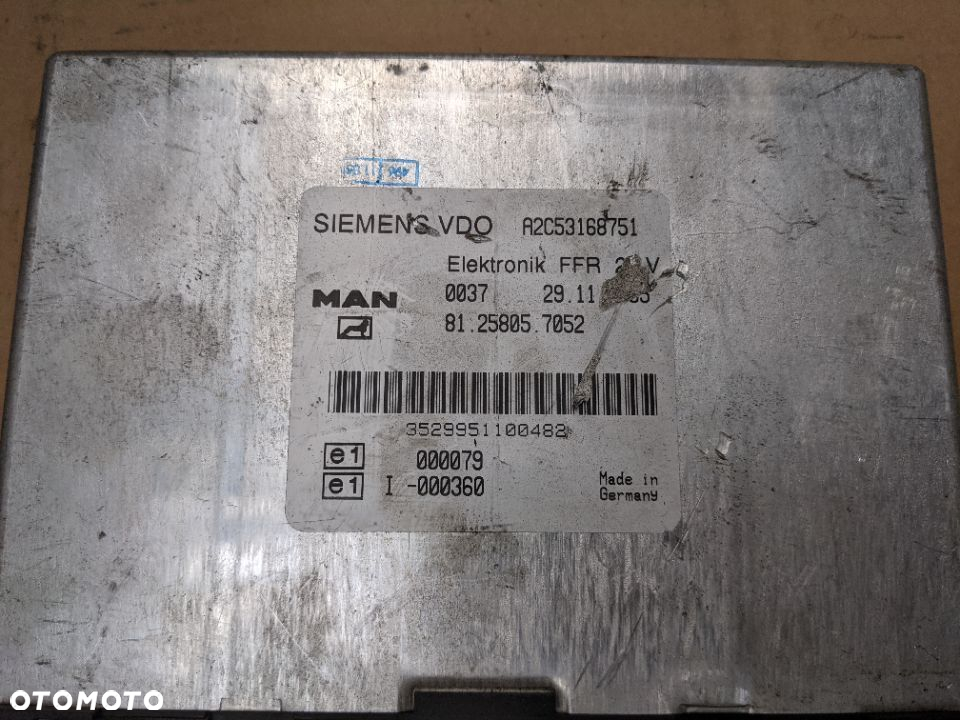 SIEMENS VDO A2C53168751
Elektronik FFR V
MAN 0037 29.11
81.25805.7052
3529951100482
e1 000079
e1 I -000360
Made in
Germany
OTOMOTO